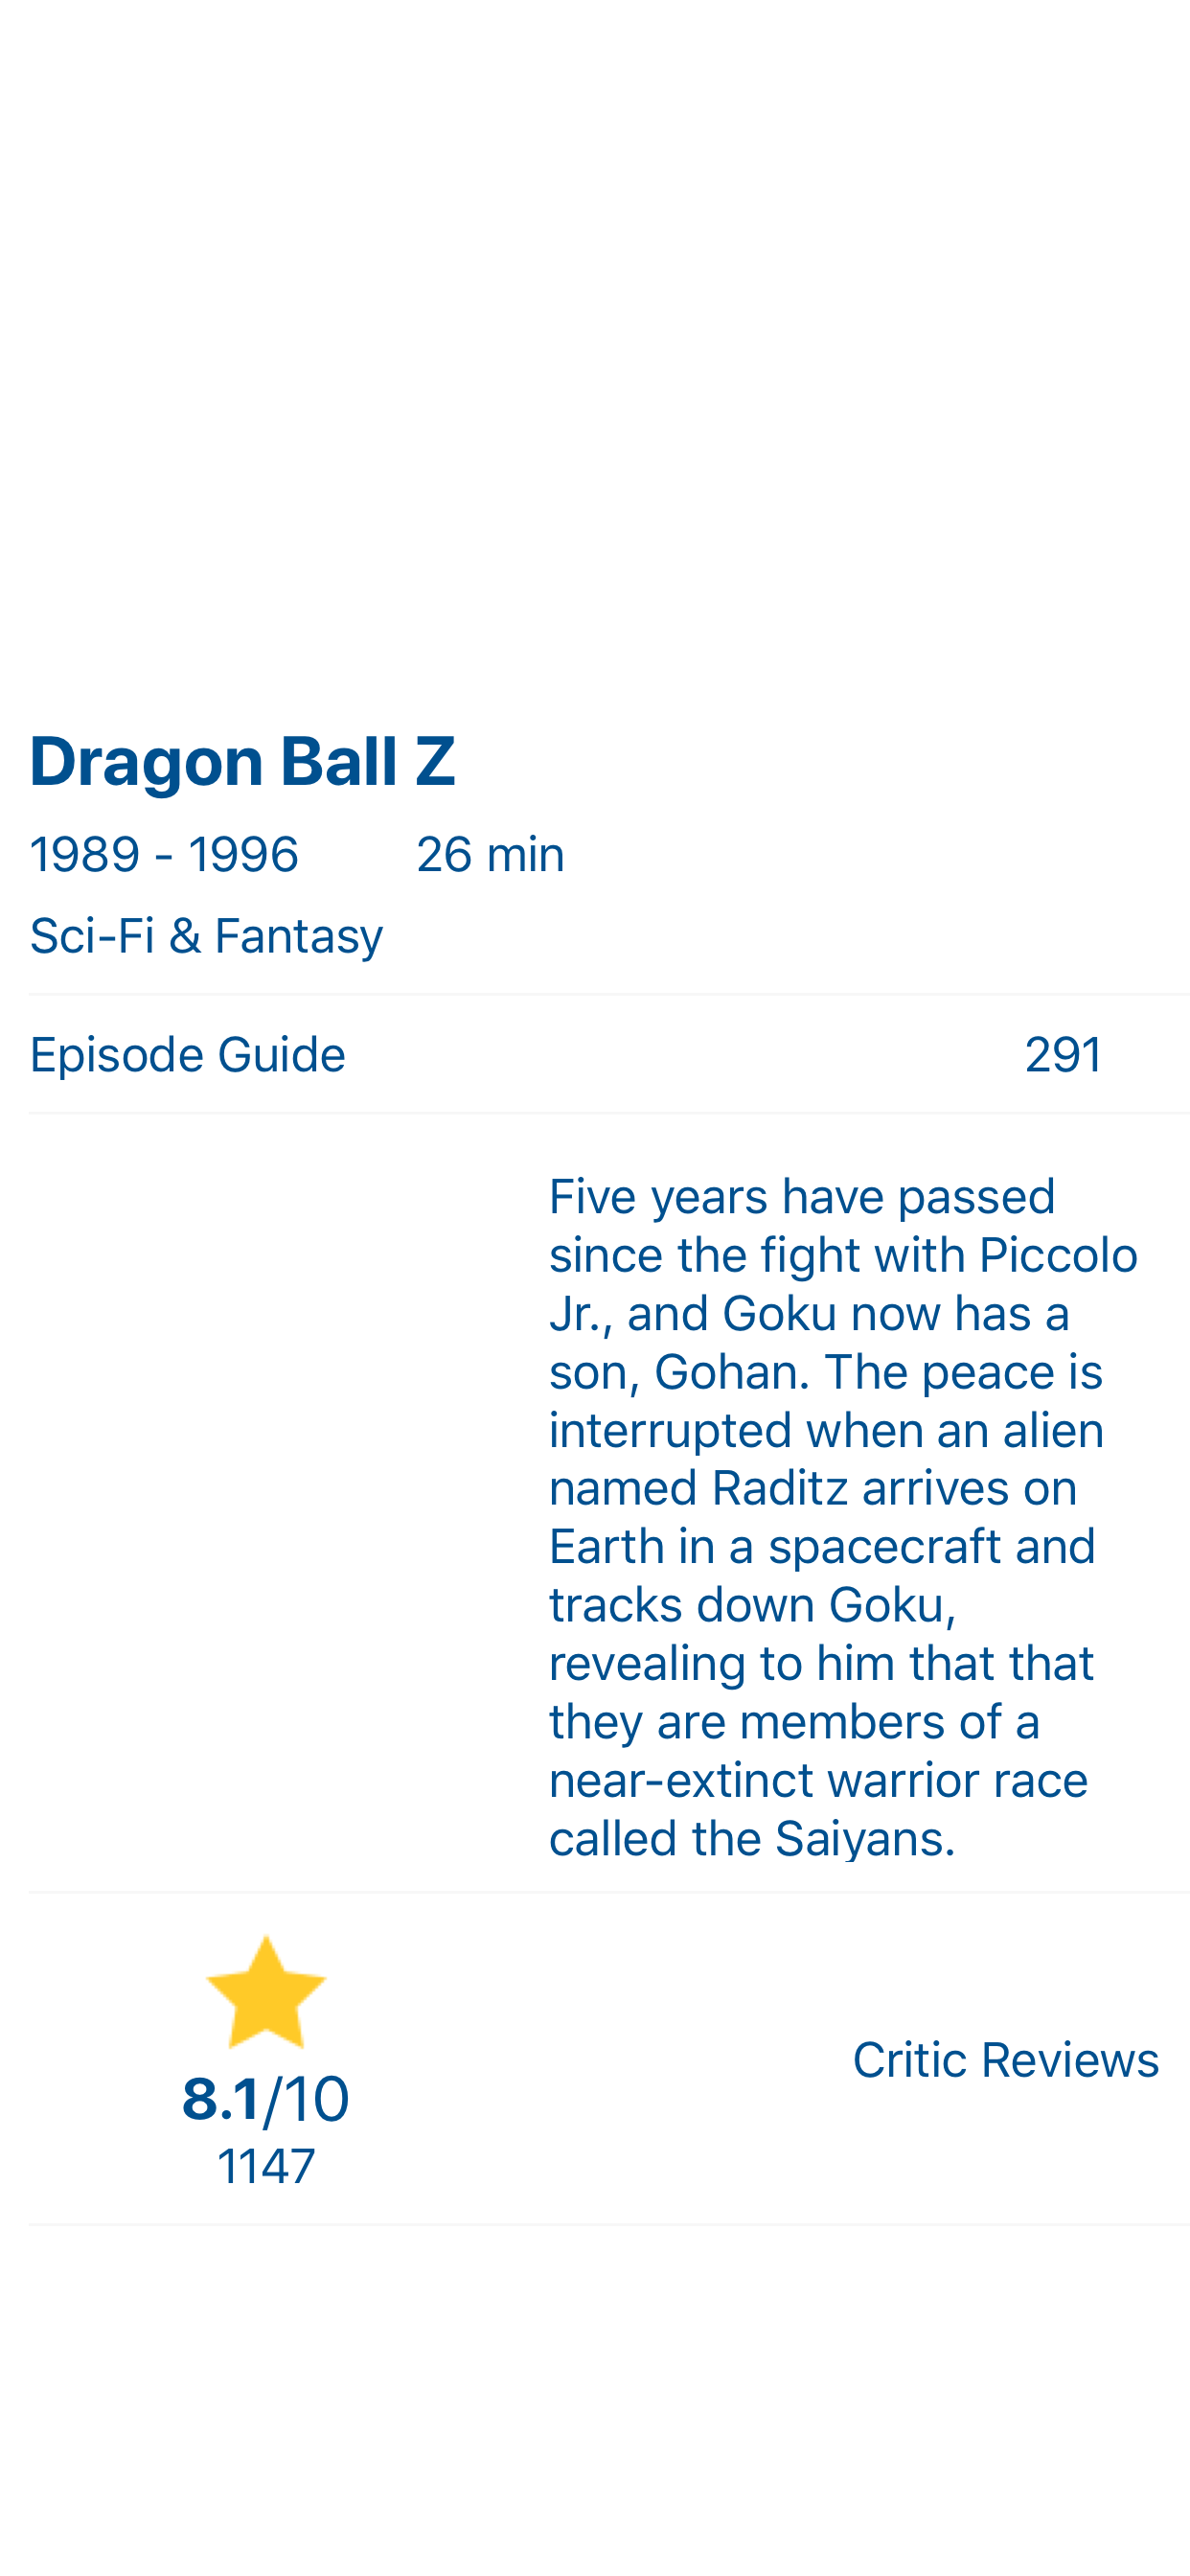 Dragon Ball Z
1989 - 1996 26 min
Sci-Fi & Fantasy
Episode Guide 291
Five years have passed
since the fight with Piccolo
Jr., and Goku now has a
son, Gohan. The peace is
interrupted when an alien
named Raditz arrives on
Earth in a spacecraft and
tracks down Goku,
revealing to him that that
they are members of a
near-extinct warrior race
called the Saiyans.
8.1/10
1147
Critic Reviews